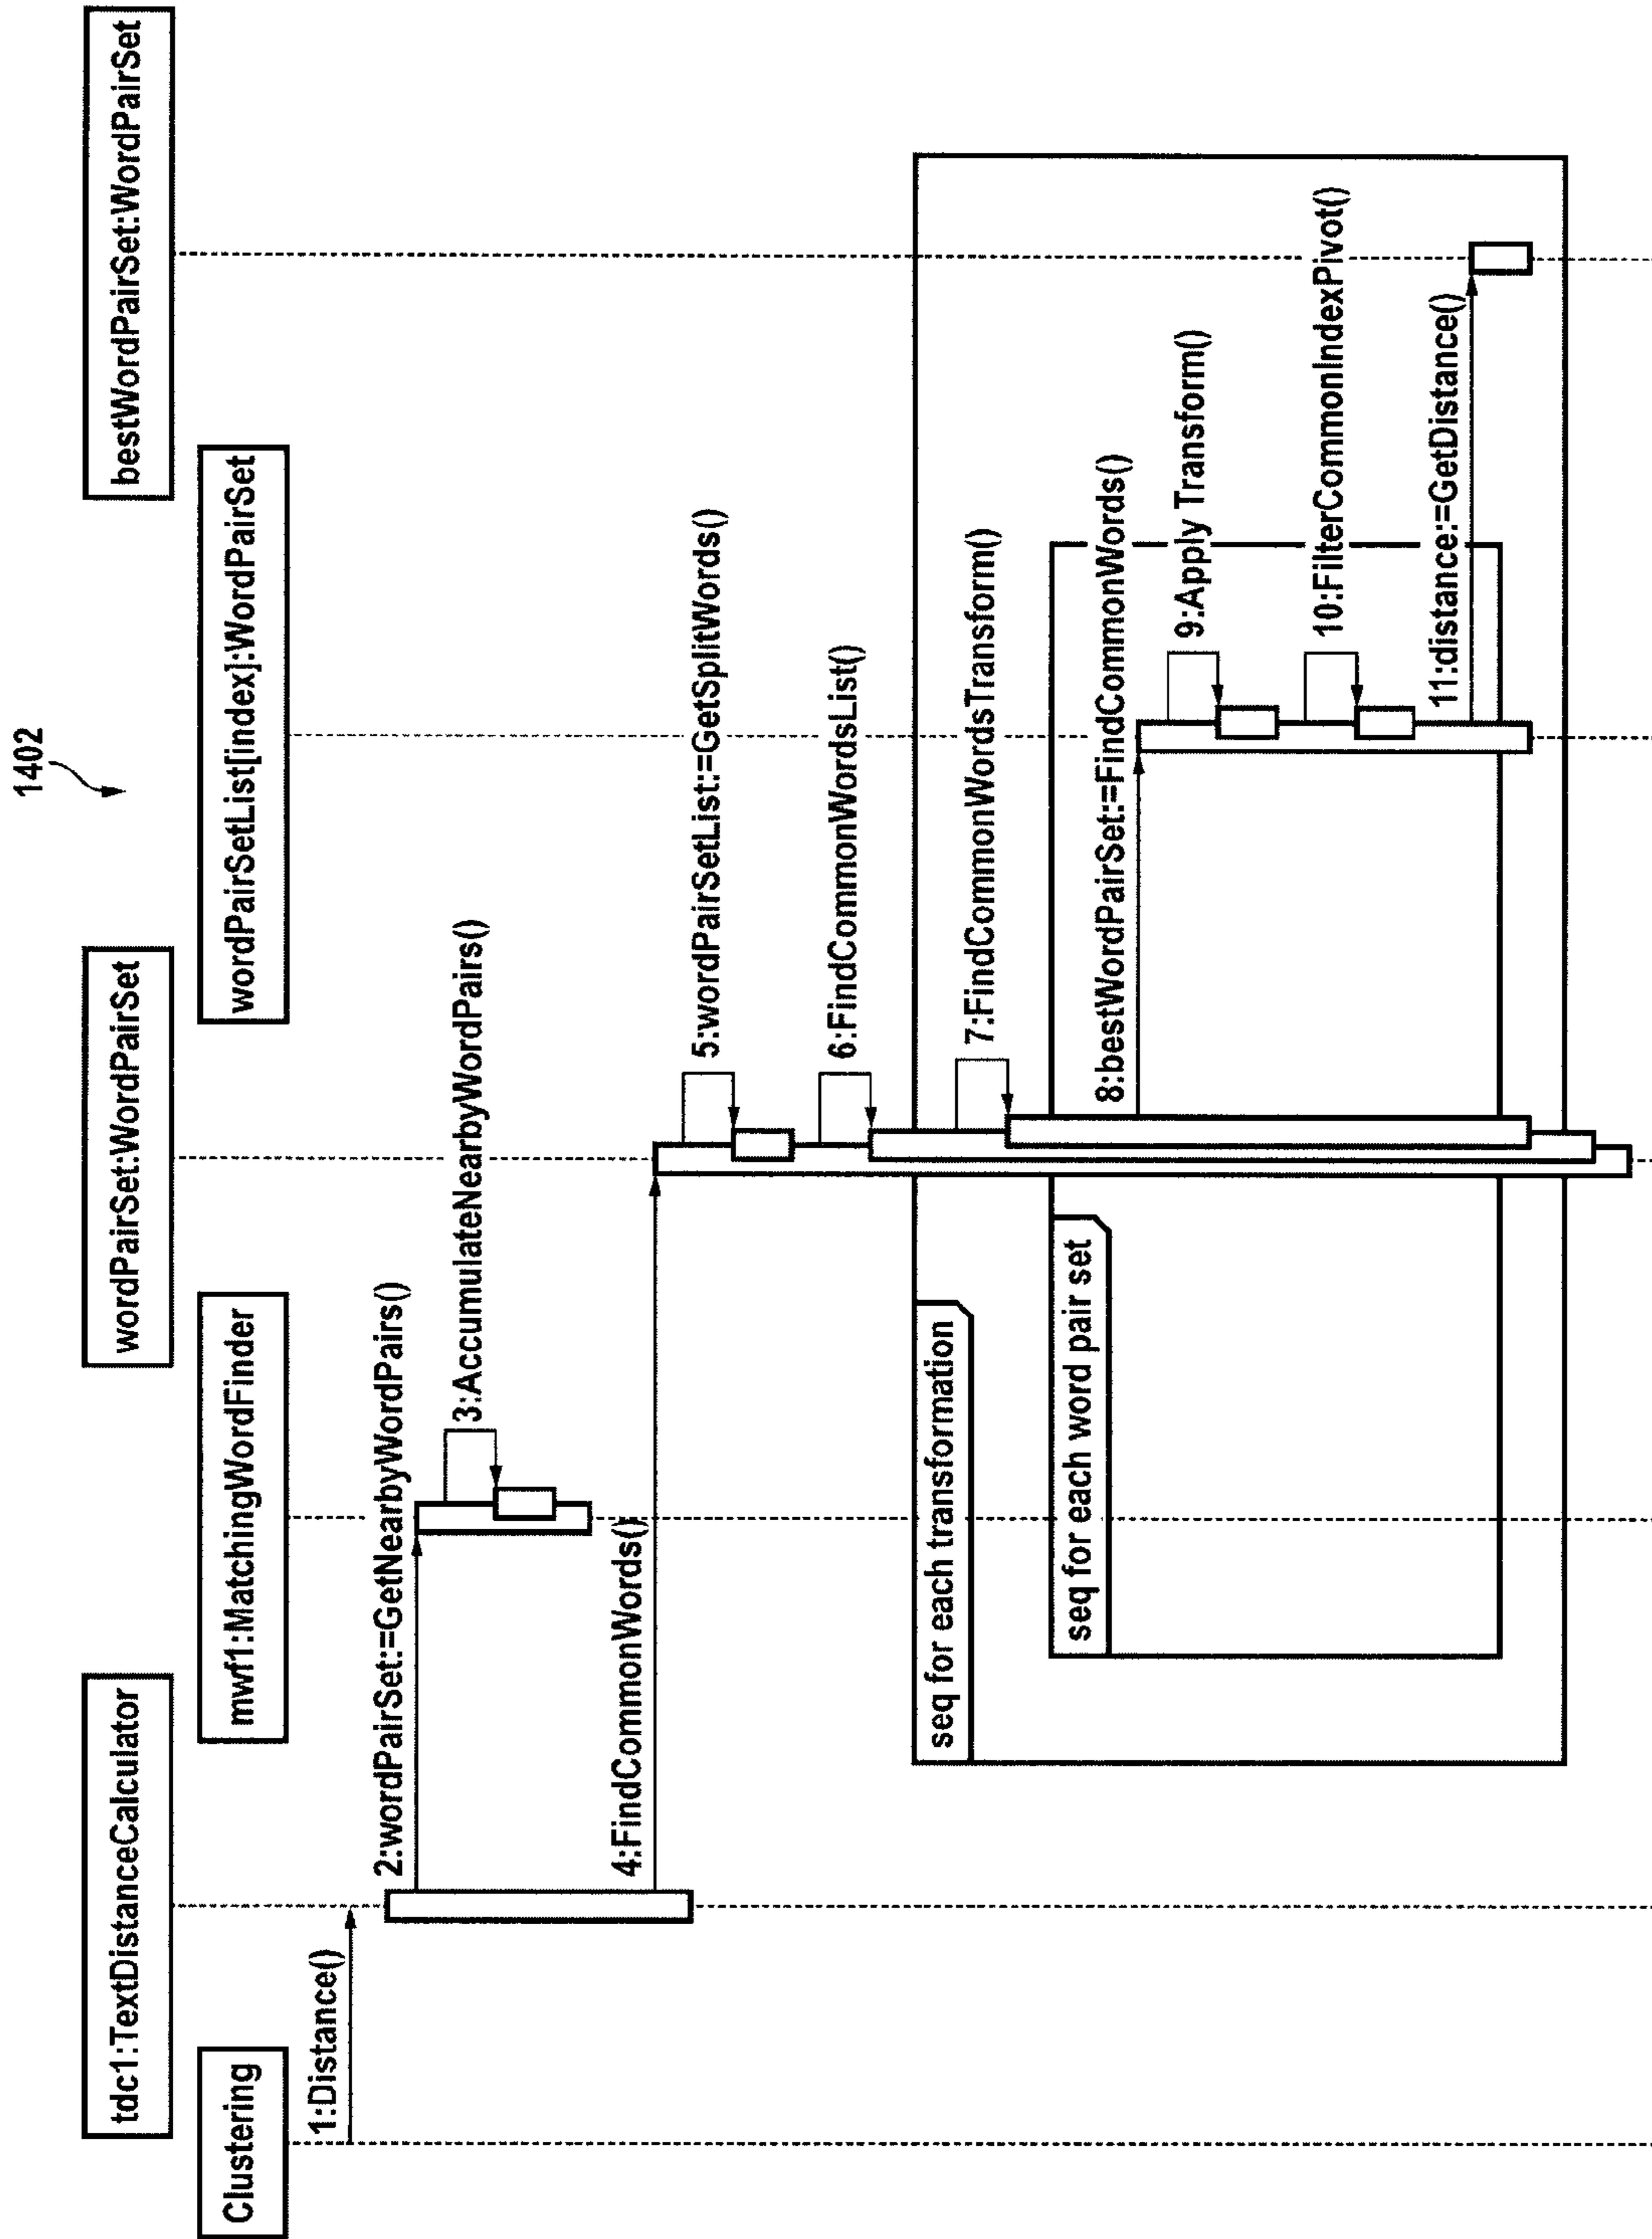 1402
Clustering
tdc1:TextDistanceCalculator
mwf1:MatchingWordFinder
wordPairSet:WordPairSet
wordPairSetList[index]:WordPairSet
bestWordPairSet:WordPairSet
1:Distance()
2:wordPairSet:=GetNearbyWordPairs()
3:AccumulateNearbyWordPairs()
4:FindCommonWords()
5:wordPairSetList:=GetSplitWords()
6:FindCommonWordsList()
seq for each transformation
7:FindCommonWordsTransform()
seq for each word pair set
8:bestWordPairSet:=FindCommonWords()
9:Apply Transform()
10:FilterCommonIndexPivot()
11:distance:=GetDistance()